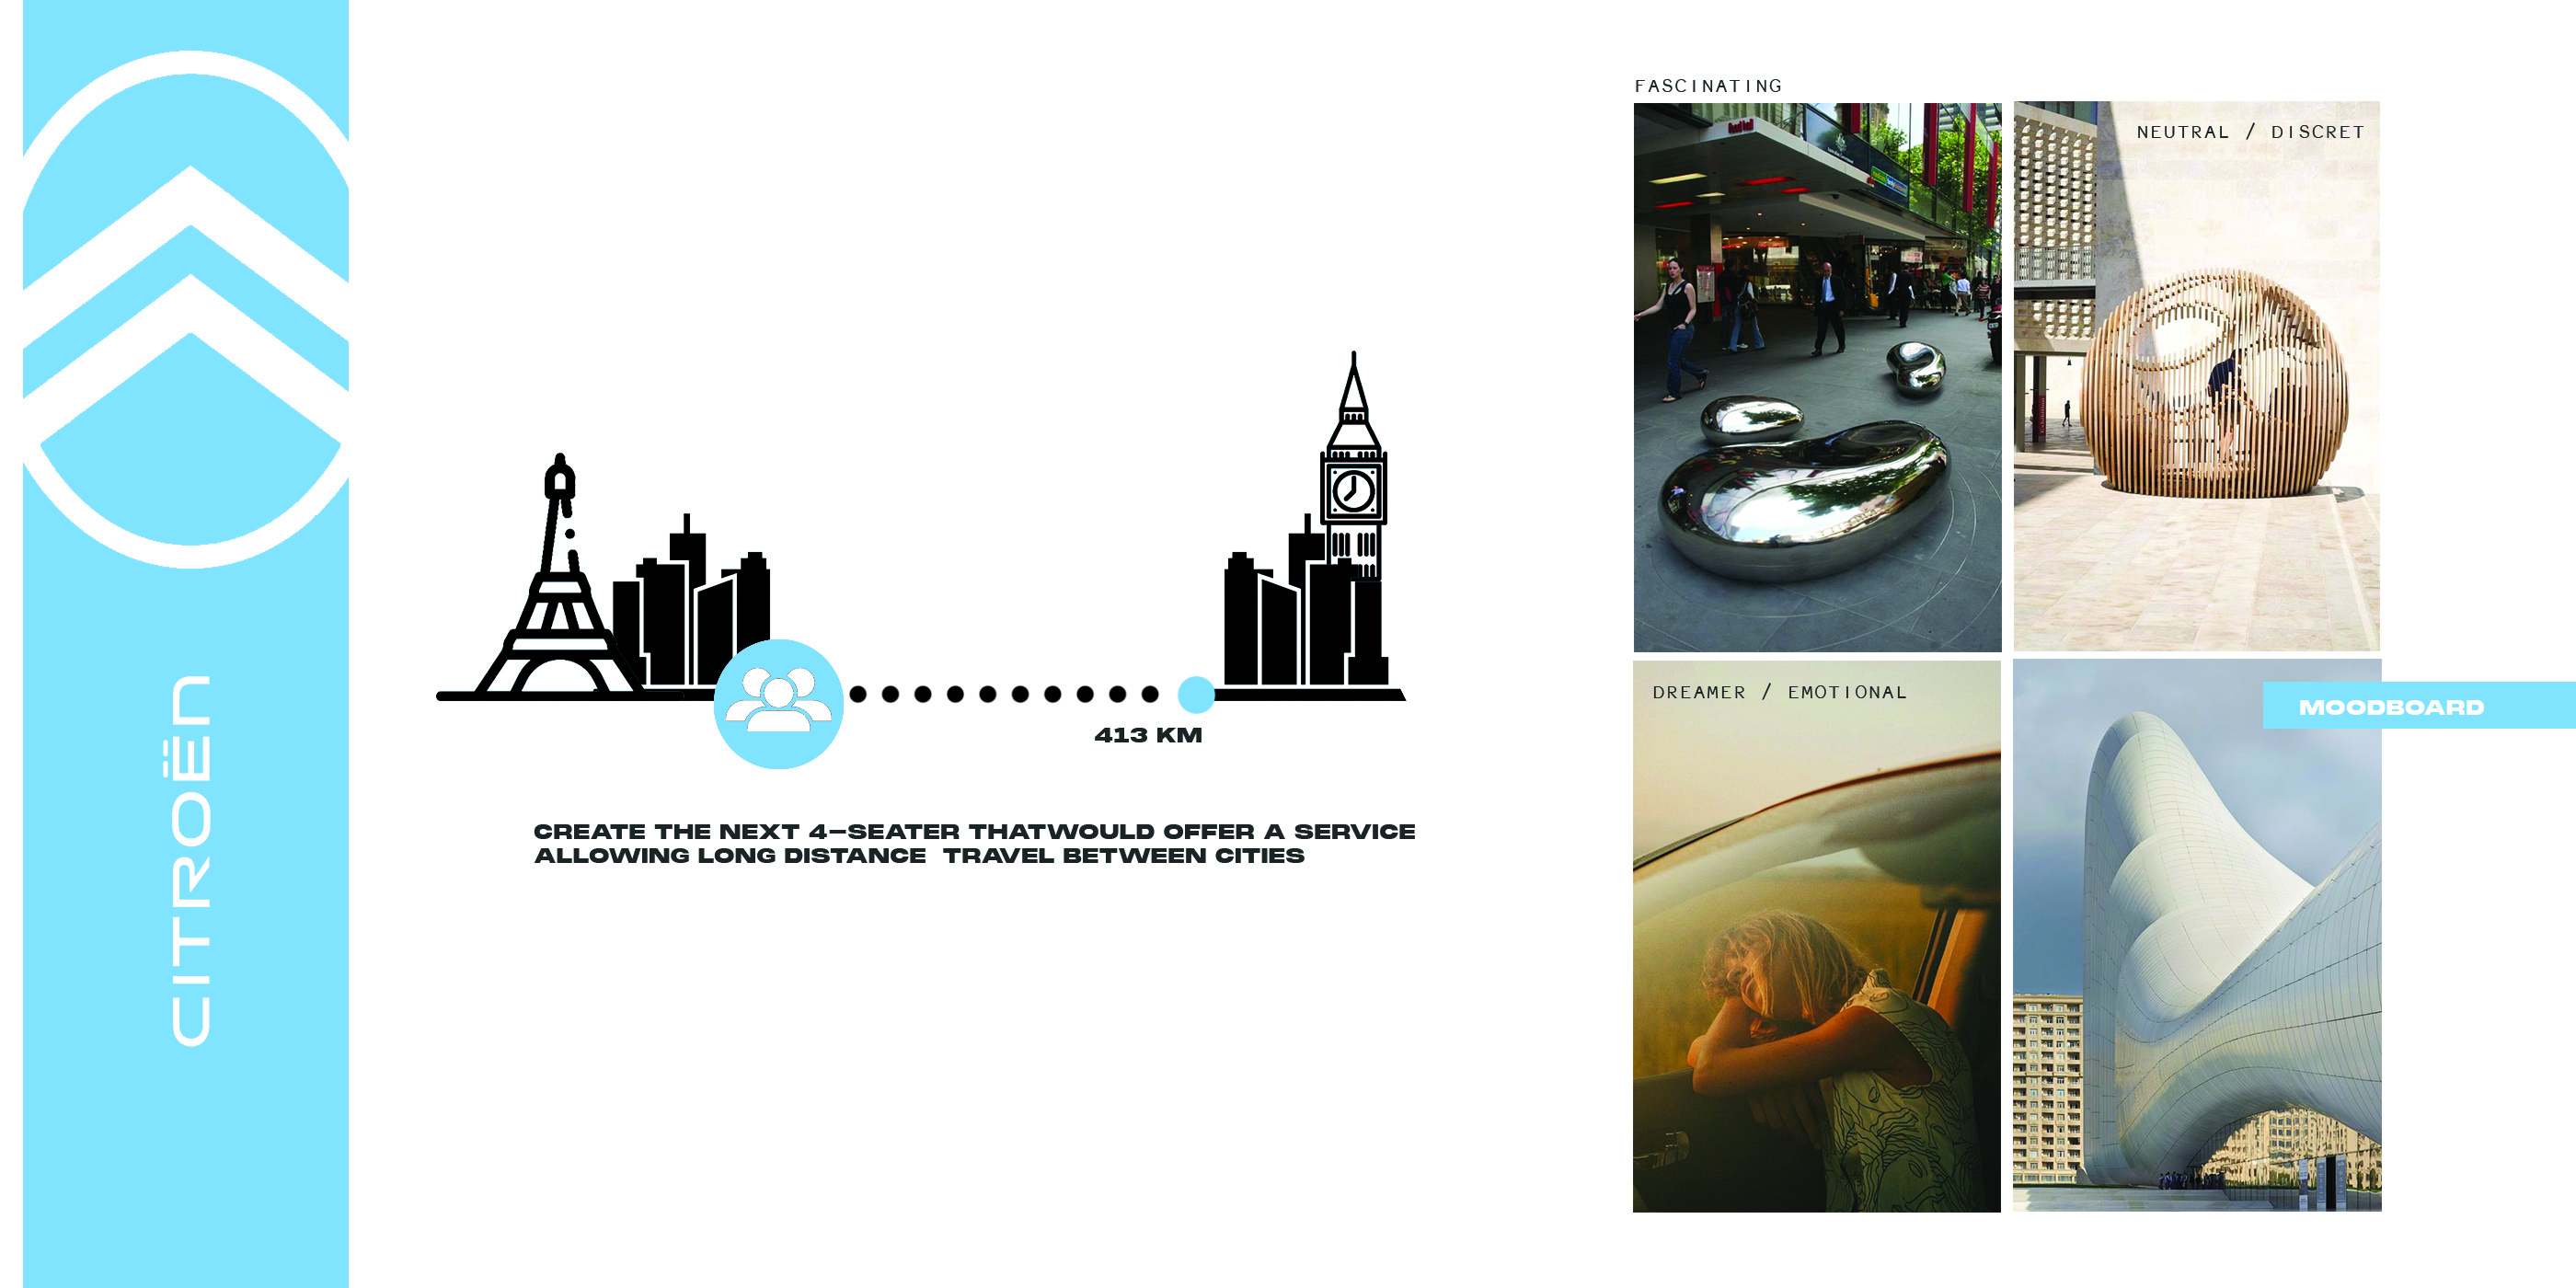 CITROËN
413 KM
CREATE THE NEXT 4-SEATER THATWOULD OFFER A SERVICE
ALLOWING LONG DISTANCE TRAVEL BETWEEN CITIES
FASCINATING
NEUTRAL / DISCRET
DREAMER / EMOTIONAL
MOODBOARD